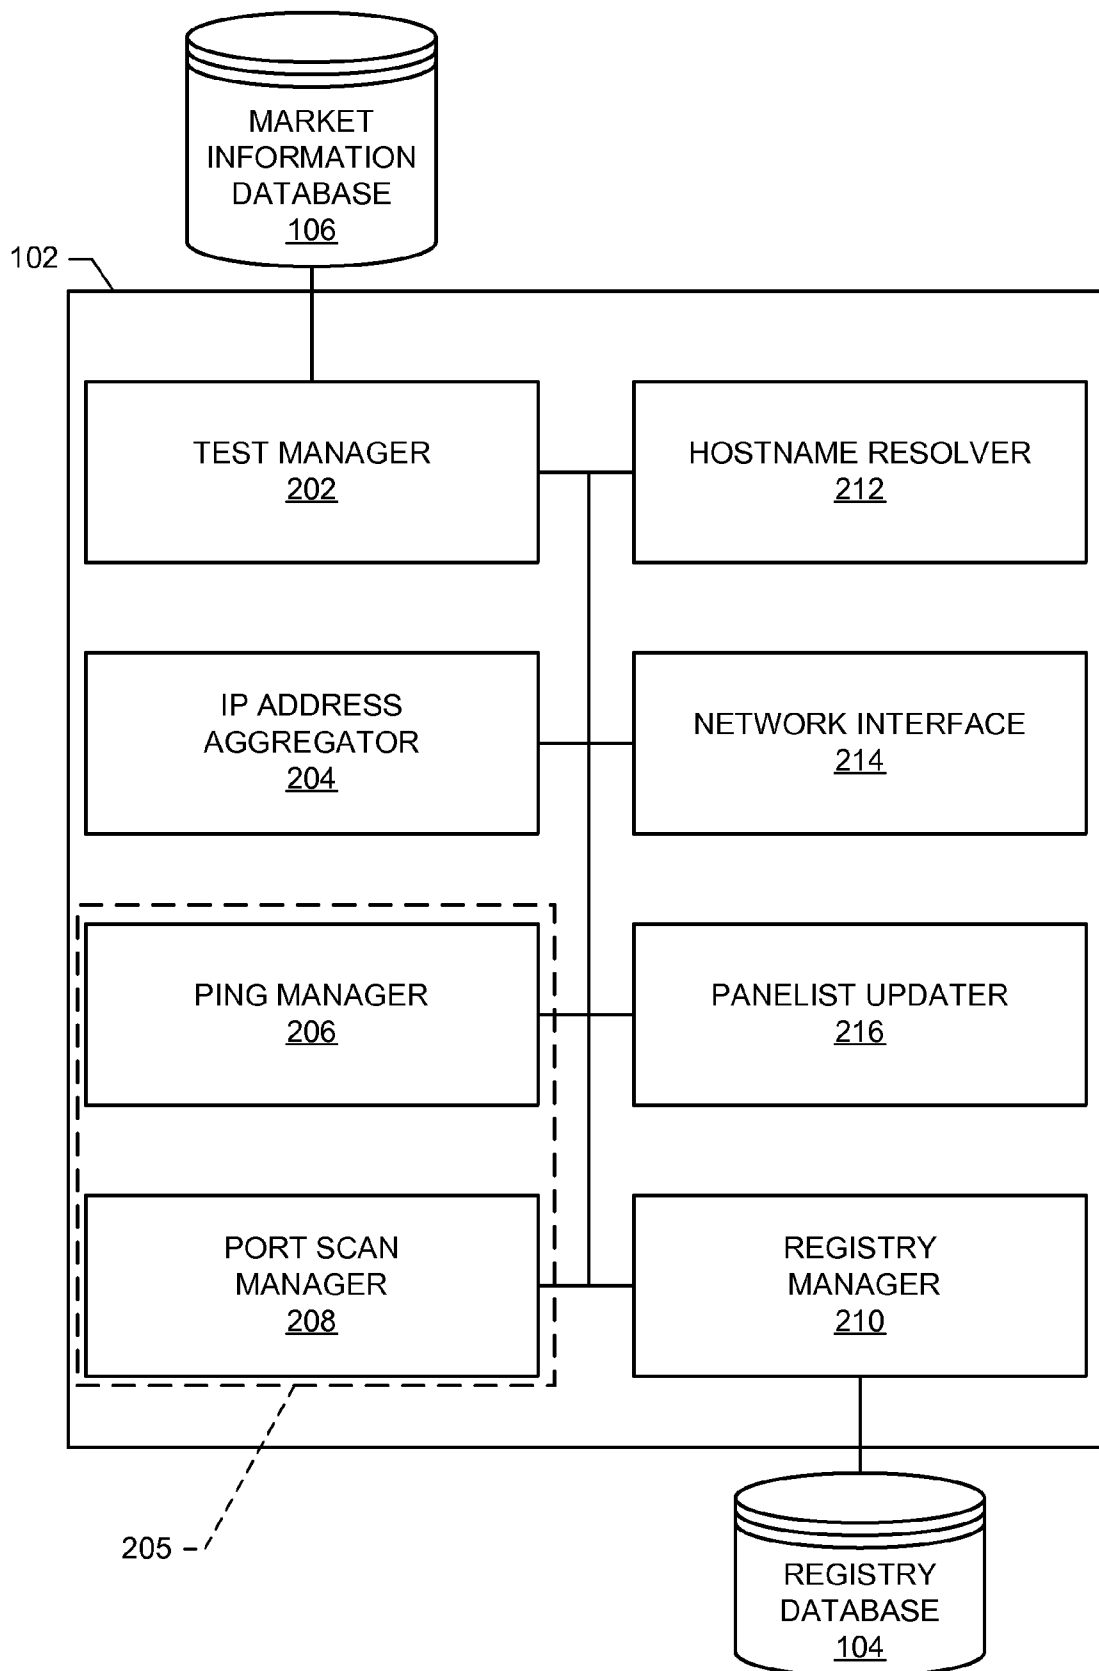 MARKET
INFORMATION
DATABASE
106
102
TEST MANAGER
202
HOSTNAME RESOLVER
212
IP ADDRESS
AGGREGATOR
204
NETWORK INTERFACE
214
PING MANAGER
206
PANELIST UPDATER
216
PORT SCAN
MANAGER
208
REGISTRY
MANAGER
210
205
REGISTRY
DATABASE
104